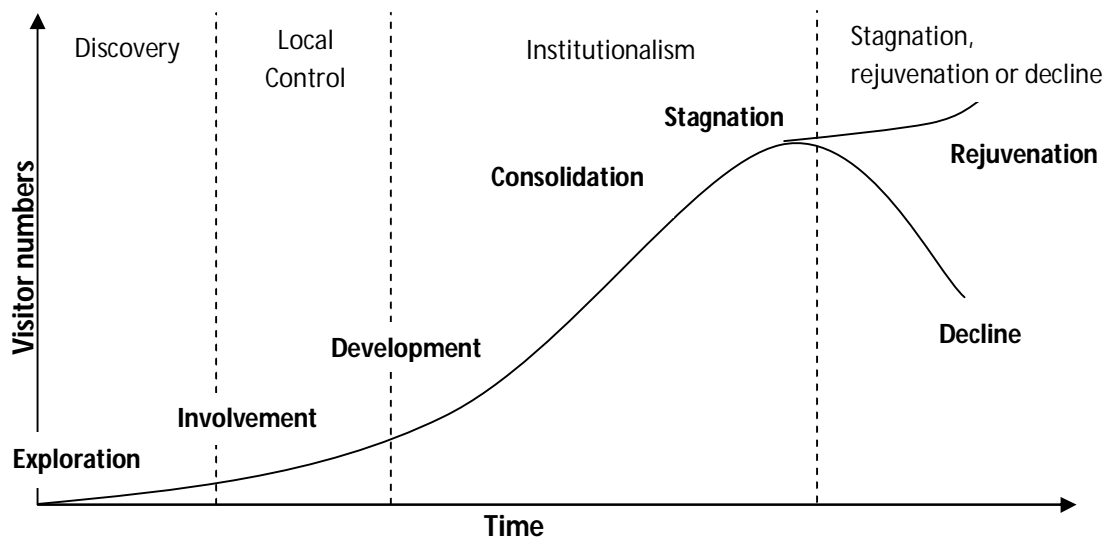 Discovery
Local
Control
Institutionalism
Stagnation,
rejuvenation or decline
Stagnation
Rejuvenation
Consolidation
Visitor numbers
Decline
Development
Involvement
Exploration
Time